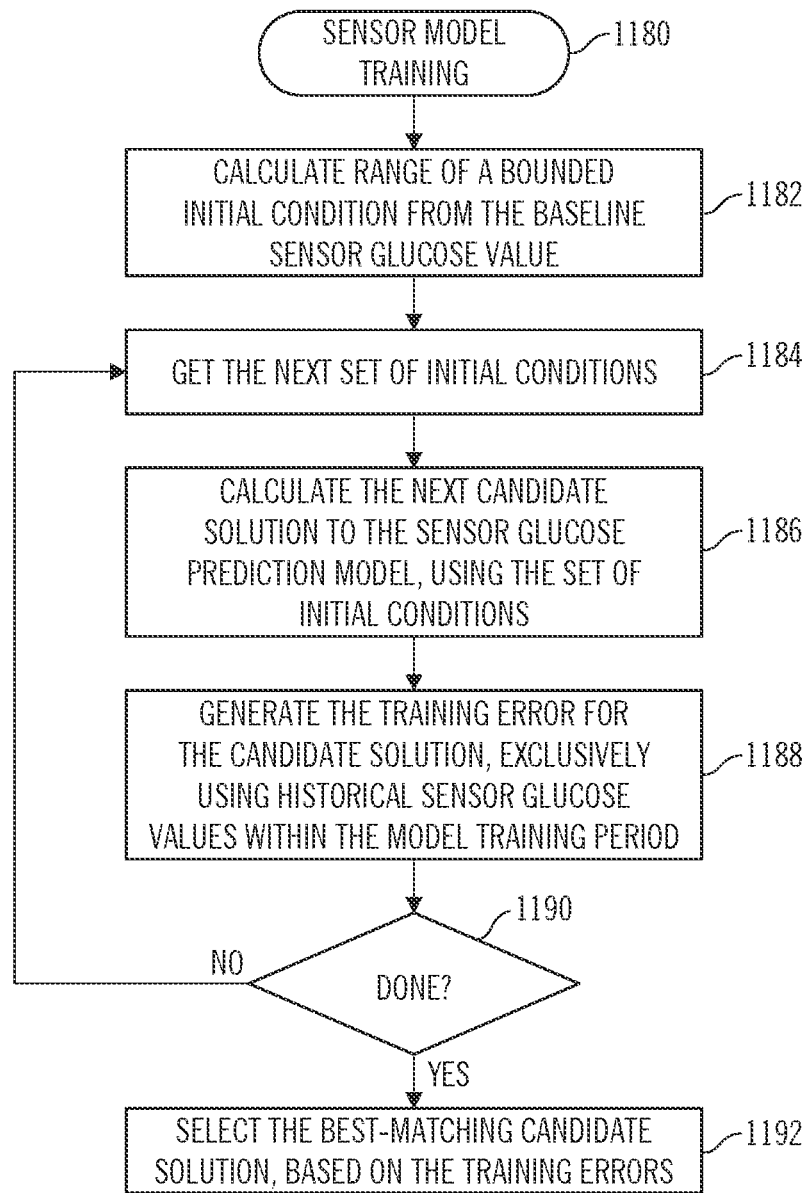 SENSOR MODEL
TRAINING
1180
CALCULATE RANGE OF A BOUNDED
INITIAL CONDITION FROM THE BASELINE
SENSOR GLUCOSE VALUE
1182
GET THE NEXT SET OF INITIAL CONDITIONS
1184
CALCULATE THE NEXT CANDIDATE
SOLUTION TO THE SENSOR GLUCOSE
PREDICTION MODEL, USING THE SET OF
INITIAL CONDITIONS
1186
GENERATE THE TRAINING ERROR FOR
THE CANDIDATE SOLUTION, EXCLUSIVELY
USING HISTORICAL SENSOR GLUCOSE
VALUES WITHIN THE MODEL TRAINING PERIOD
1188
1190
NO
DONE?
YES
SELECT THE BEST-MATCHING CANDIDATE
SOLUTION, BASED ON THE TRAINING ERRORS
1192